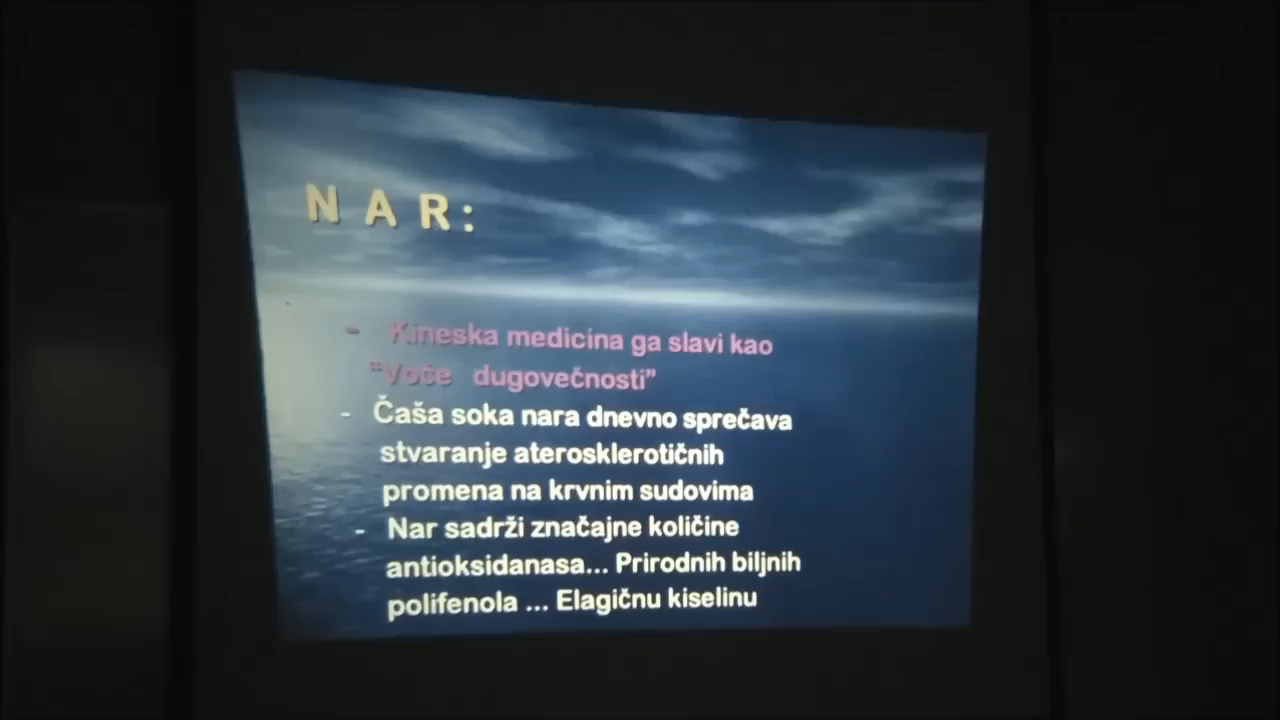 N A R:
- Kineska medicina ga slavi kao
"Voće dugovečnosti"
- Čaša soka nara dnevno sprečava
stvaranje aterosklerotičnih
promena na krvnim sudovima
- Nar sadrži značajne količine
antioksidanasa... Prirodnih biljnih
polifenola ... Elagičnu kiselinu